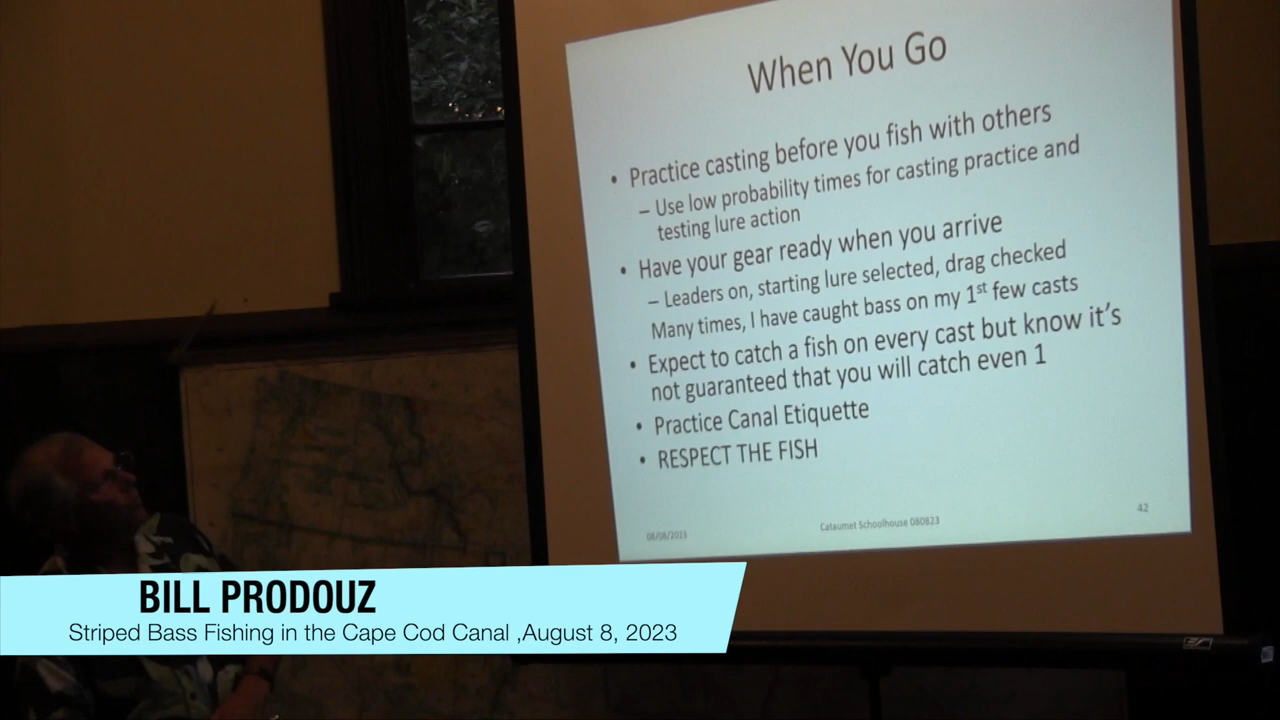 When You Go
• Practice casting before you fish with others
– Use low probability times for casting practice and
testing lure action
• Have your gear ready when you arrive
– Leaders on, starting lure selected, drag checked
Many times, I have caught bass on my 1st few casts
• Expect to catch a fish on every cast but know it's
not guaranteed that you will catch even 1
• Practice Canal Etiquette
• RESPECT THE FISH
08/08/2023
Cataumet Schoolhouse 080823
42
BILL PRODOUZ
Striped Bass Fishing in the Cape Cod Canal ,August 8, 2023